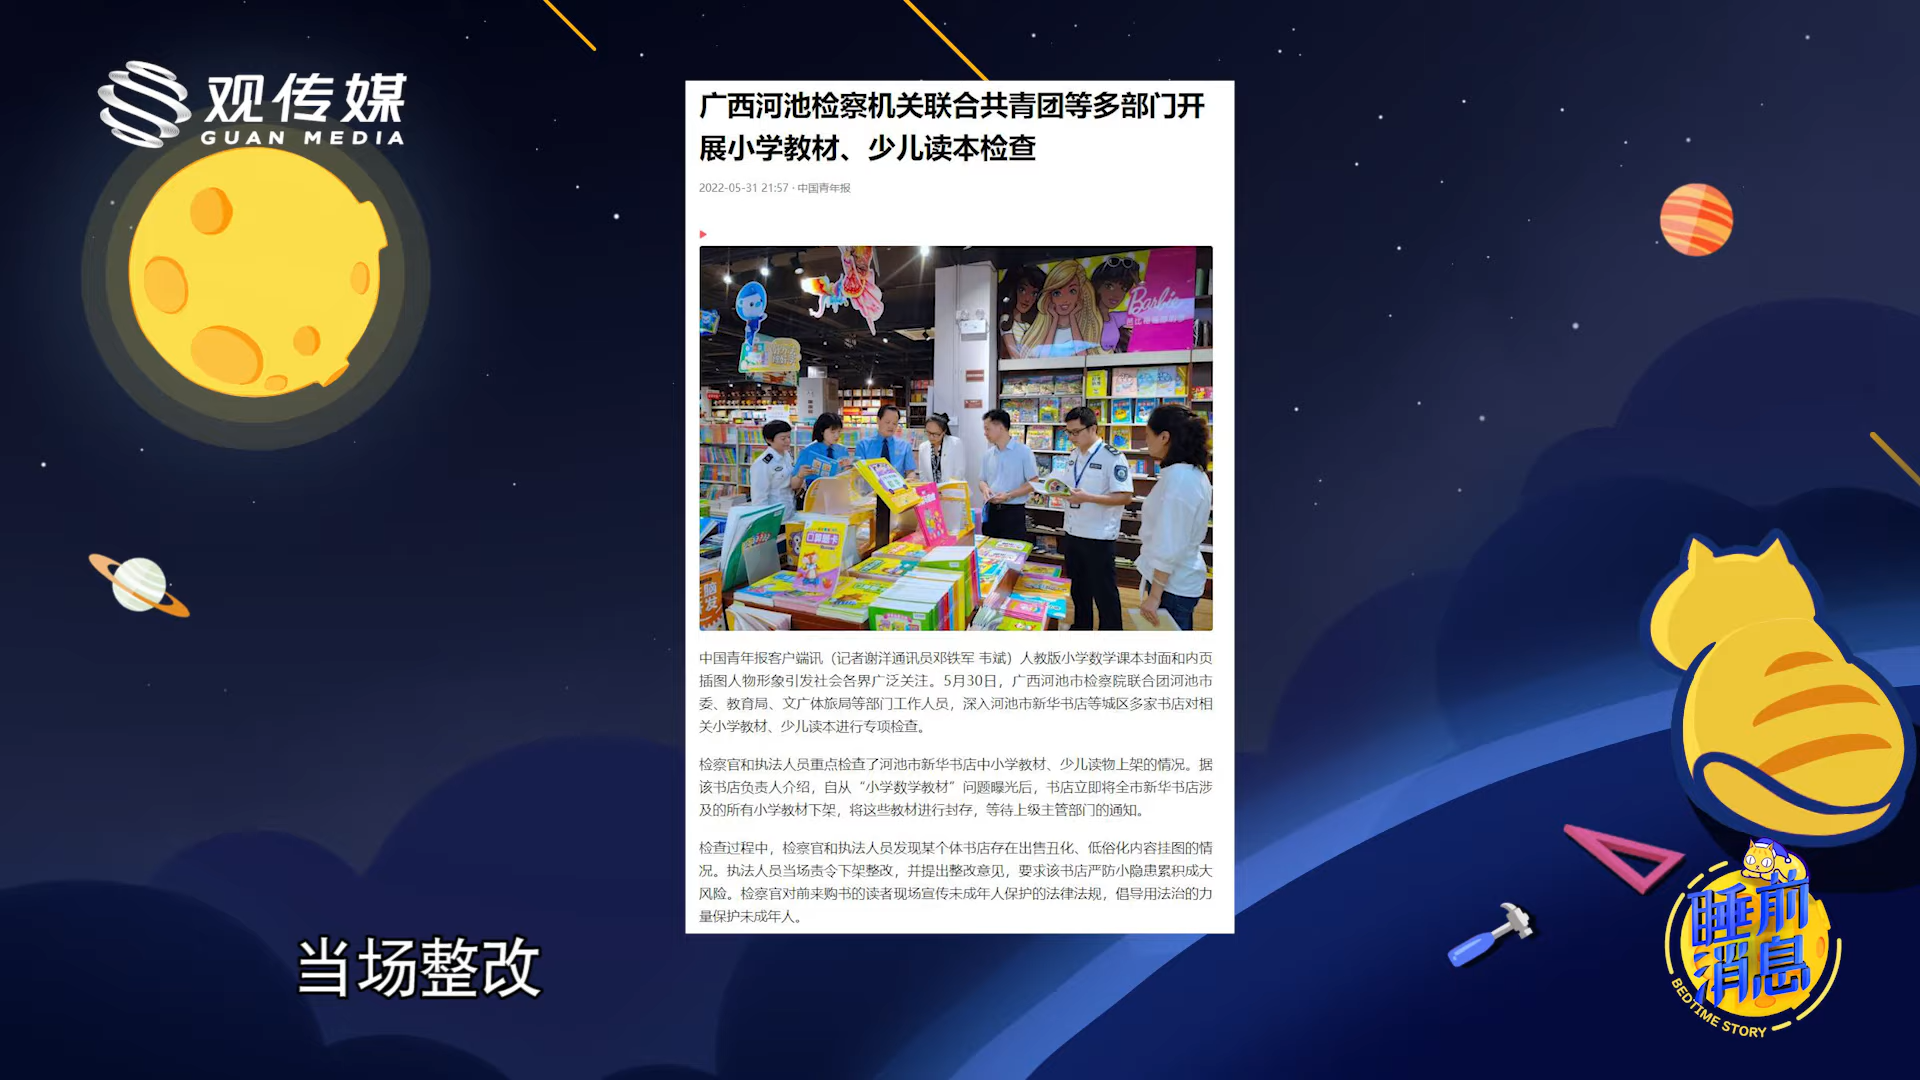 观传媒
GUAN MEDIA
广西河池检察机关联合共青团等多部门开
展小学教材、少儿读本检查
2022-05-31 21:57 · 中国青年报
Barbie
口算题卡
中国青年报客户端讯（记者谢洋通讯员邓铁军 韦斌）人教版小学数学课本封面和内页
插图人物形象引发社会各界广泛关注。5月30日，广西河池市检察院联合团河池市
委、教育局、文广体旅局等部门工作人员，深入河池市新华书店等城区多家书店对相
关小学教材、少儿读本进行专项检查。
检察官和执法人员重点检查了河池市新华书店中小学教材、少儿读物上架的情况。据
该书店负责人介绍，自从“小学数学教材”问题曝光后，书店立即将全市新华书店涉
及的所有小学教材下架，将这些教材进行封存，等待上级主管部门的通知。
检查过程中，检察官和执法人员发现某个体书店存在出售丑化、低俗化内容挂图的情
况。执法人员当场责令下架整改，并提出整改意见，要求该书店严防小隐患累积成大
风险。检察官对前来购书的读者现场宣传未成年人保护的法律法规，倡导用法治的力
量保护未成年人。
当场整改
睡前
消息
BEDTIME STORY